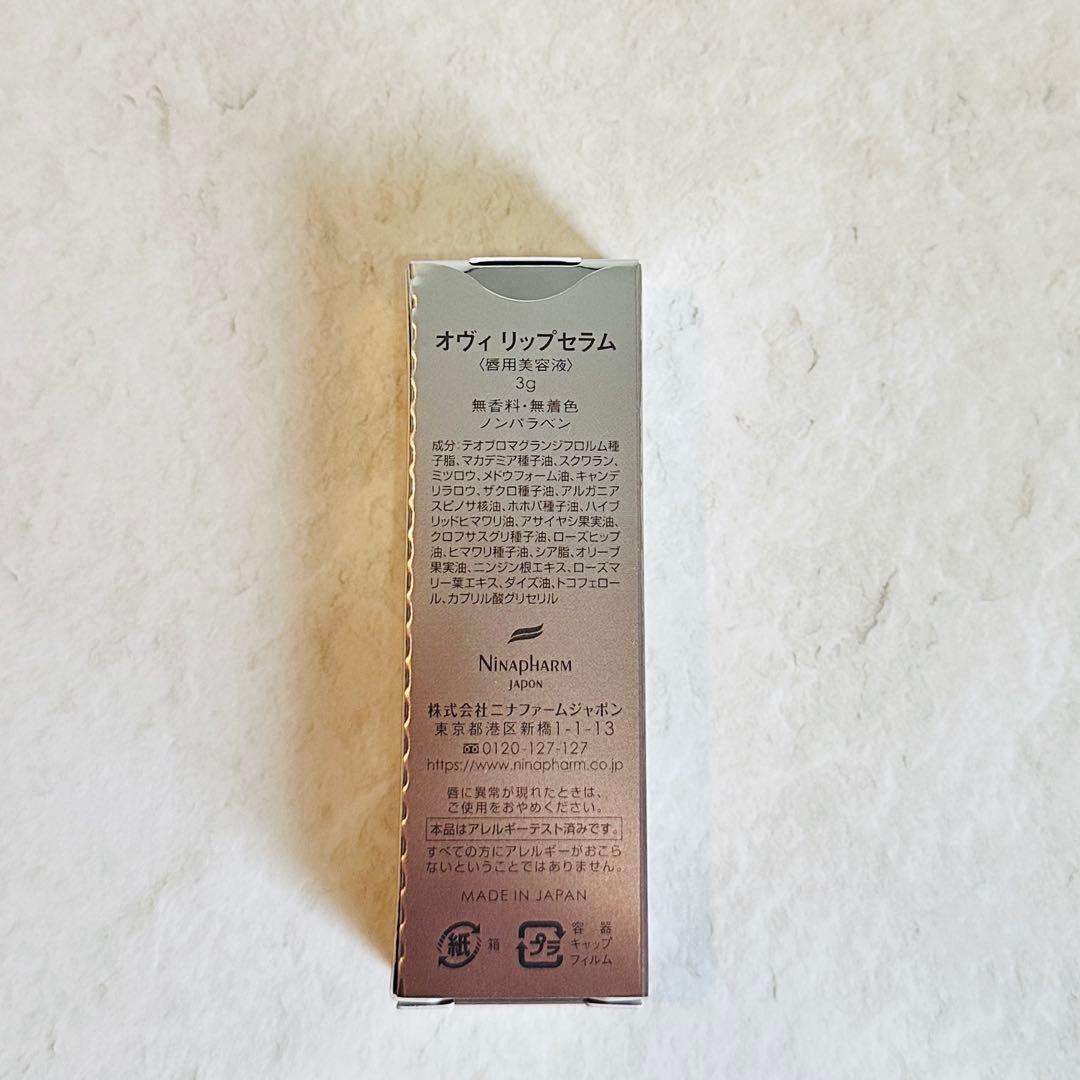 オヴィ リップセラム
〈唇用美容液〉
3g
無香料・無着色
ノンパラベン
成分：テオブロマグランジフロルム種
子脂、マカデミア種子油、スクワラン、
ミツロウ、メドウフォーム油、キャンデ
リラロウ、ザクロ種子油、アルガニア
スピノサ核油、ホホバ種子油、ハイブ
リッドヒマワリ油、アサイヤシ果実油、
クロフサスグリ種子油、ローズヒップ
油、ヒマワリ種子油、シア脂、オリーブ
果実油、ニンジン根エキス、ローズマ
リー葉エキス、ダイズ油、トコフェロー
ル、カプリル酸グリセリル
NINAPHARM
JAPON
株式会社ニナファームジャポン
東京都港区新橋1-1-13
0120-127-127
https://www.ninapharm.co.jp
唇に異常が現れたときは、
ご使用をおやめください。
本品はアレルギーテスト済みです。
すべての方にアレルギーがおこら
ないということではありません。
MADE IN JAPAN
紙 箱
プラ 容器
キャップ
フィルム